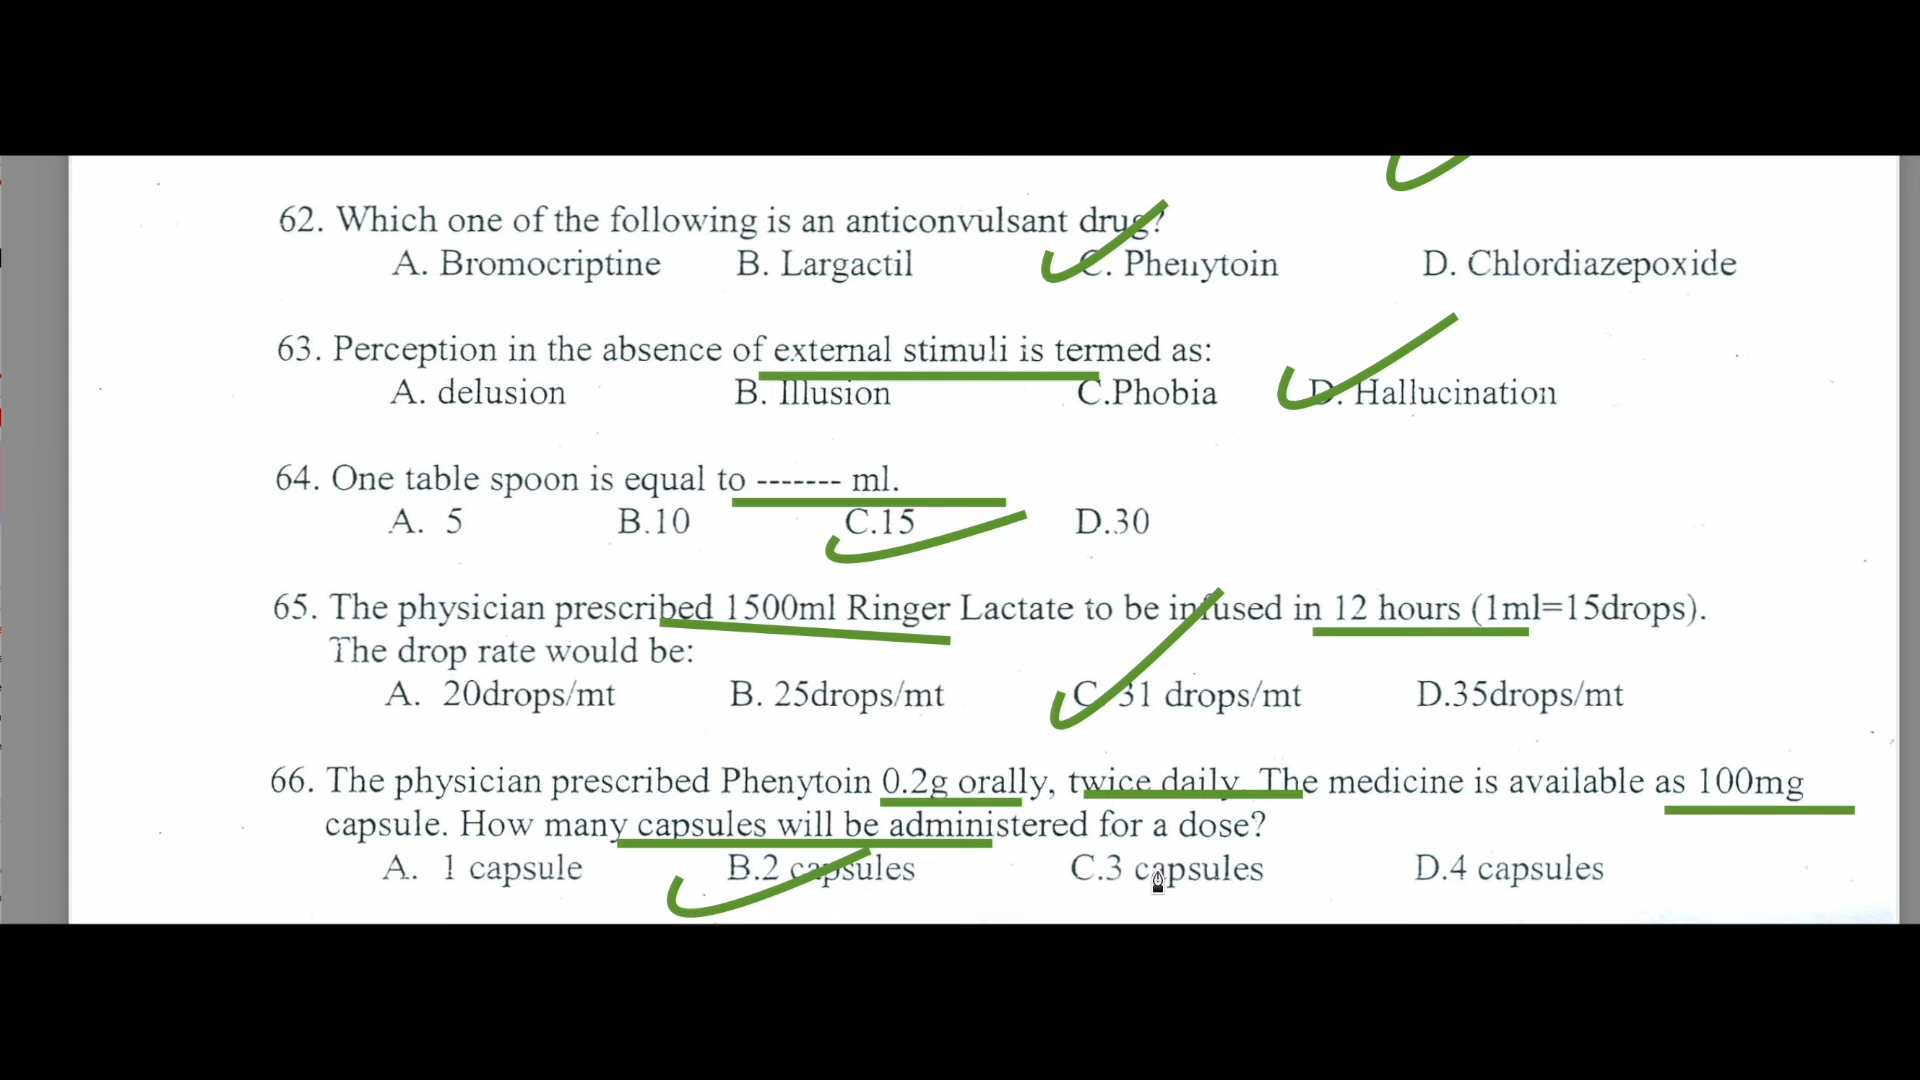 62. Which one of the following is an anticonvulsant drug?
A. Bromocriptine B. Largactil C. Phenytoin D. Chlordiazepoxide
63. Perception in the absence of external stimuli is termed as:
A. delusion B. Illusion C.Phobia D. Hallucination
64. One table spoon is equal to ------- ml.
A. 5 B.10 C.15 D.30
65. The physician prescribed 1500ml Ringer Lactate to be infused in 12 hours (1ml=15drops).
The drop rate would be:
A. 20drops/mt B. 25drops/mt C. 31 drops/mt D.35drops/mt
66. The physician prescribed Phenytoin 0.2g orally, twice daily. The medicine is available as 100mg
capsule. How many capsules will be administered for a dose?
A. 1 capsule B.2 capsules C.3 capsules D.4 capsules